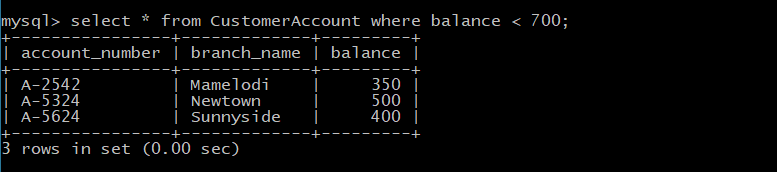 mysql> select * from CustomerAccount where balance < 700;
+----------------+-------------+---------+
| account_number | branch_name | balance |
+----------------+-------------+---------+
| A-2542         | Mamelodi    |     350 |
| A-5324         | Newtown     |     500 |
| A-5624         | Sunnyside   |     400 |
+----------------+-------------+---------+
3 rows in set (0.00 sec)